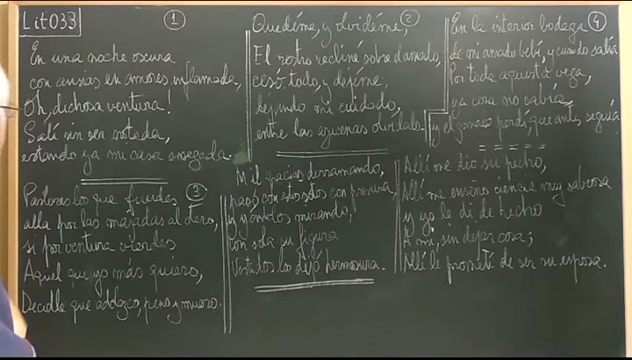 Lit033
1
En una noche oscura
con ansias en amores inflamada,
Oh, dichosa ventura!
Salí sin ser notada,
estando ya mi casa sosegada.
Quedéme, y olvidéme, 2
El rostro recliné sobre el amado,
cesó todo, y dejéme,
dejando mi cuidado,
entre las azucenas olvidado.
Pastores los que fuerdes 3
allá por las majadas al otero,
si por ventura vierdes
Aquel que yo más quiero,
Decidle que adolezco, peno y muero.
Mil gracias derramando,
pasó con estos sotos con presura
y yéndolos mirando,
con sola su figura
Vestidos los dejó hermosura.
En la interior bodega 4
de mi amado bebí, y cuando salía
Por toda aquesta vega,
ya cosa no sabía,
y el ganado perdí, que antes seguía
Allí me dio su pecho,
Allí me enseñó ciencia muy sabrosa
y yo le di de hecho
A mí, sin dejar cosa;
Allí le prometí de ser su esposa.